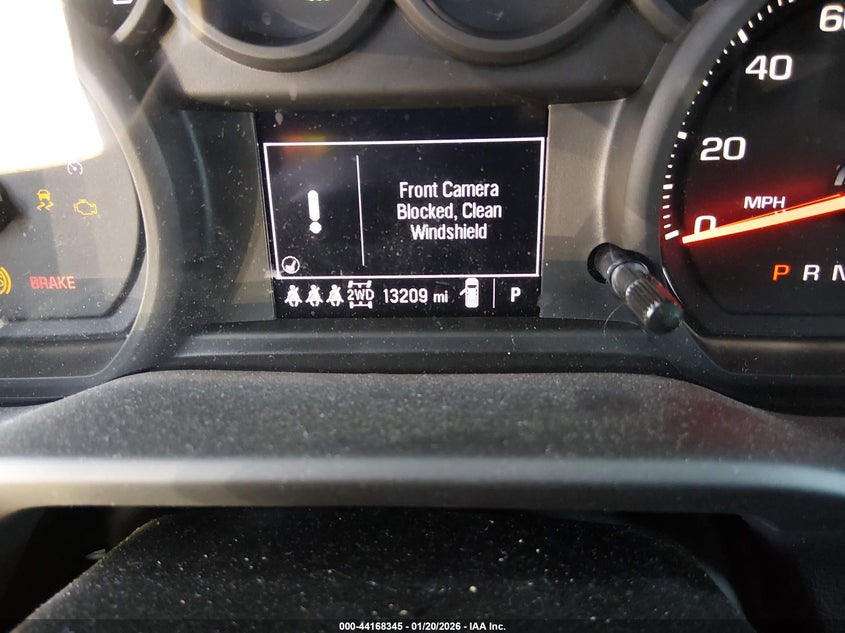 60
40
20
0
MPH
Front Camera
Blocked, Clean
Windshield
BRAKE
2WD 13209 mi P
P R N
000-44168345 - 01/20/2026 - IAA Inc.